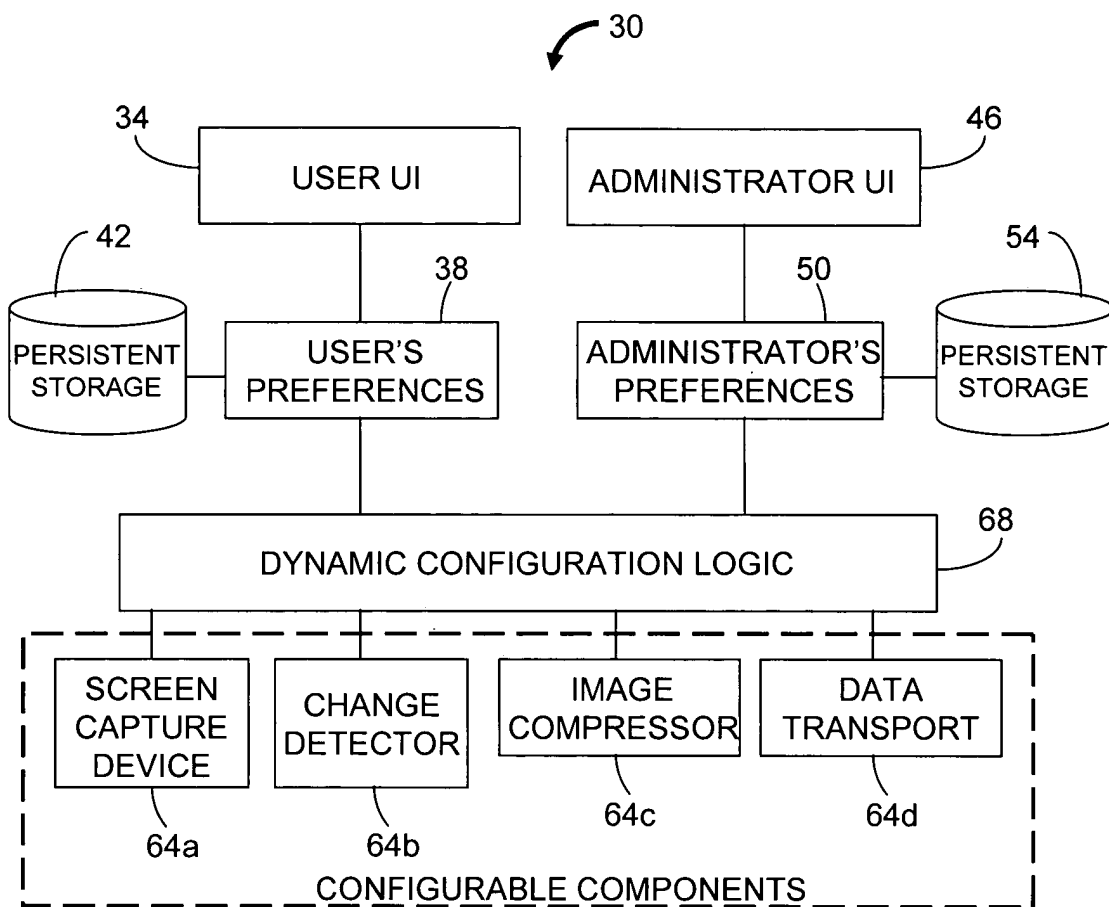 30
34
USER UI
46
ADMINISTRATOR UI
42
PERSISTENT
STORAGE
38
USER'S
PREFERENCES
50
ADMINISTRATOR'S
PREFERENCES
54
PERSISTENT
STORAGE
68
DYNAMIC CONFIGURATION LOGIC
SCREEN
CAPTURE
DEVICE
CHANGE
DETECTOR
IMAGE
COMPRESSOR
DATA
TRANSPORT
64a
64b
64c
64d
CONFIGURABLE COMPONENTS